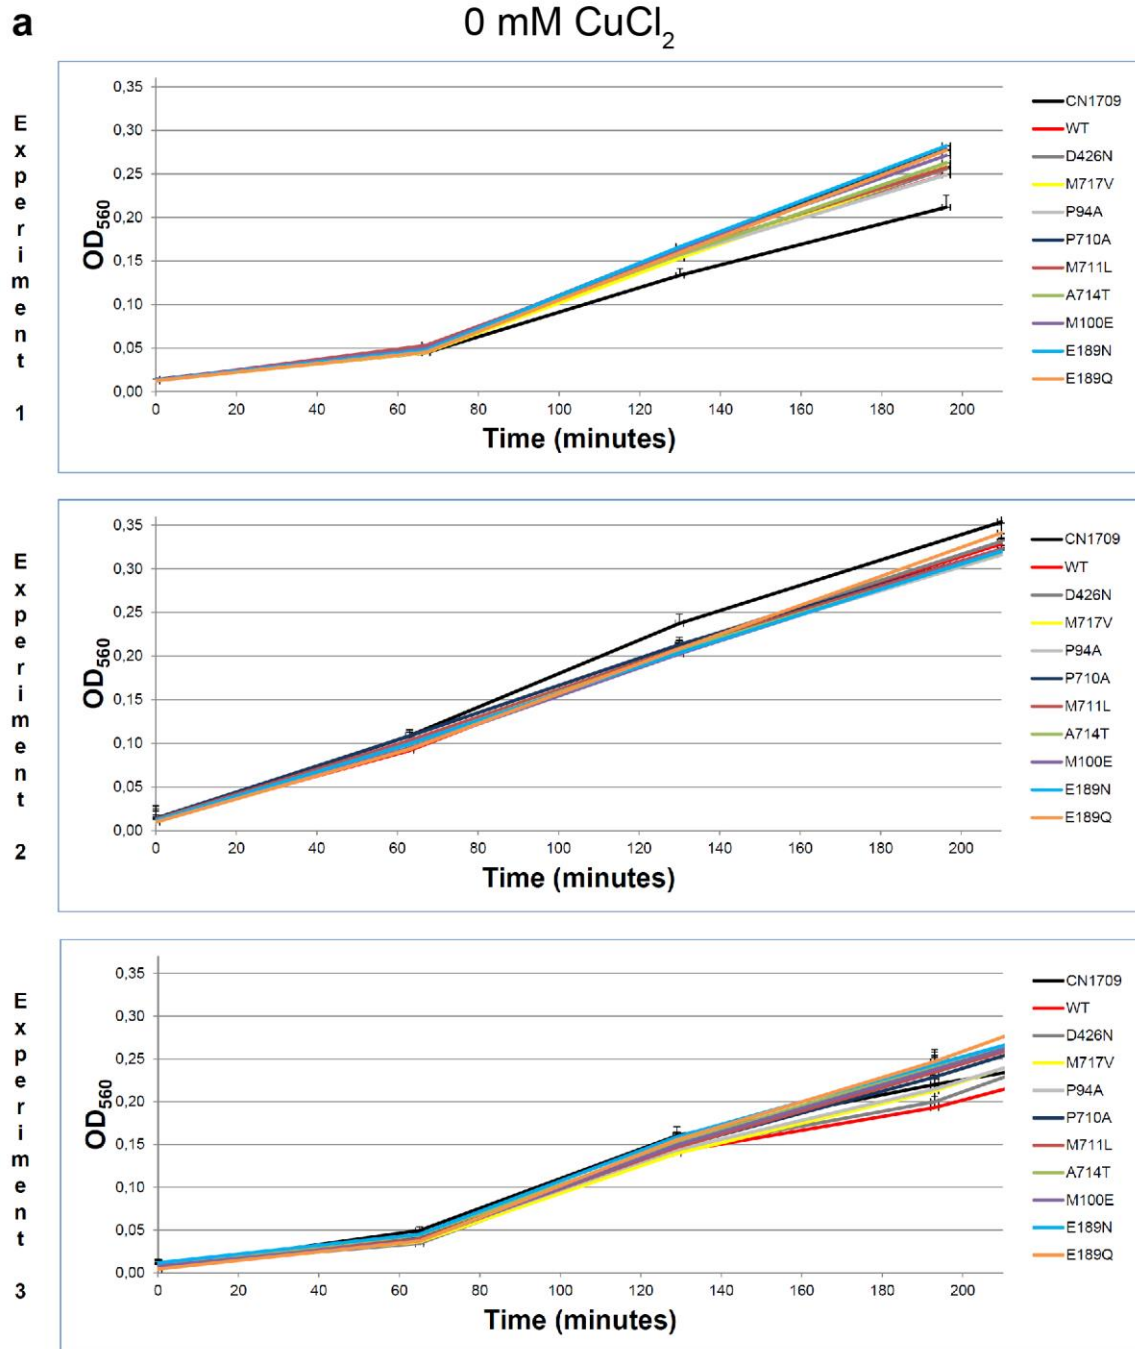 a
0 mM CuCl2
Experiment 1
OD560
0,35
0,30
0,25
0,20
0,15
0,10
0,05
0,00
0 20 40 60 80 100 120 140 160 180 200
Time (minutes)
CN1709
WT
D426N
M717V
P94A
P710A
M711L
A714T
M100E
E189N
E189Q
Experiment 2
OD560
0,35
0,30
0,25
0,20
0,15
0,10
0,05
0,00
0 20 40 60 80 100 120 140 160 180 200
Time (minutes)
CN1709
WT
D426N
M717V
P94A
P710A
M711L
A714T
M100E
E189N
E189Q
Experiment 3
OD560
0,35
0,30
0,25
0,20
0,15
0,10
0,05
0,00
0 20 40 60 80 100 120 140 160 180 200
Time (minutes)
CN1709
WT
D426N
M717V
P94A
P710A
M711L
A714T
M100E
E189N
E189Q